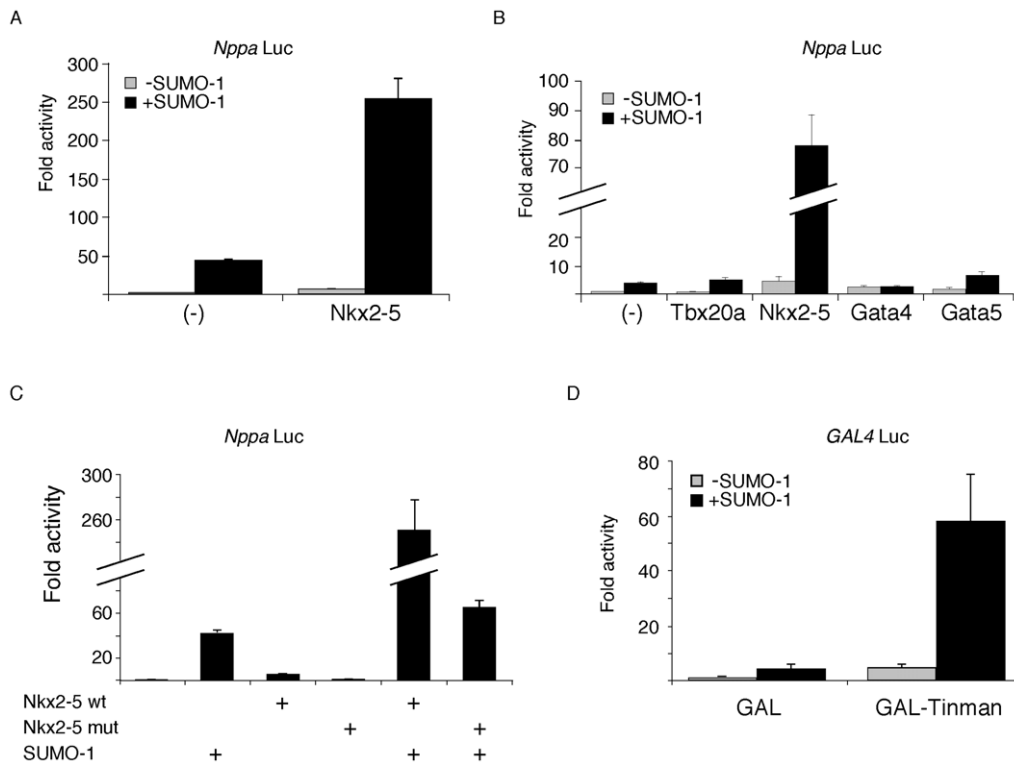 A
Nppa Luc
Fold activity
300
250
200
150
100
50
-SUMO-1
+SUMO-1
(-) Nkx2-5
B
Nppa Luc
Fold activity
100
90
80
70
20
10
-SUMO-1
+SUMO-1
(-) Tbx20a Nkx2-5 Gata4 Gata5
C
Nppa Luc
Fold activity
300
260
60
20
Nkx2-5 wt + +
Nkx2-5 mut + +
SUMO-1 + + +
D
GAL4 Luc
Fold activity
80
60
40
20
-SUMO-1
+SUMO-1
GAL GAL-Tinman